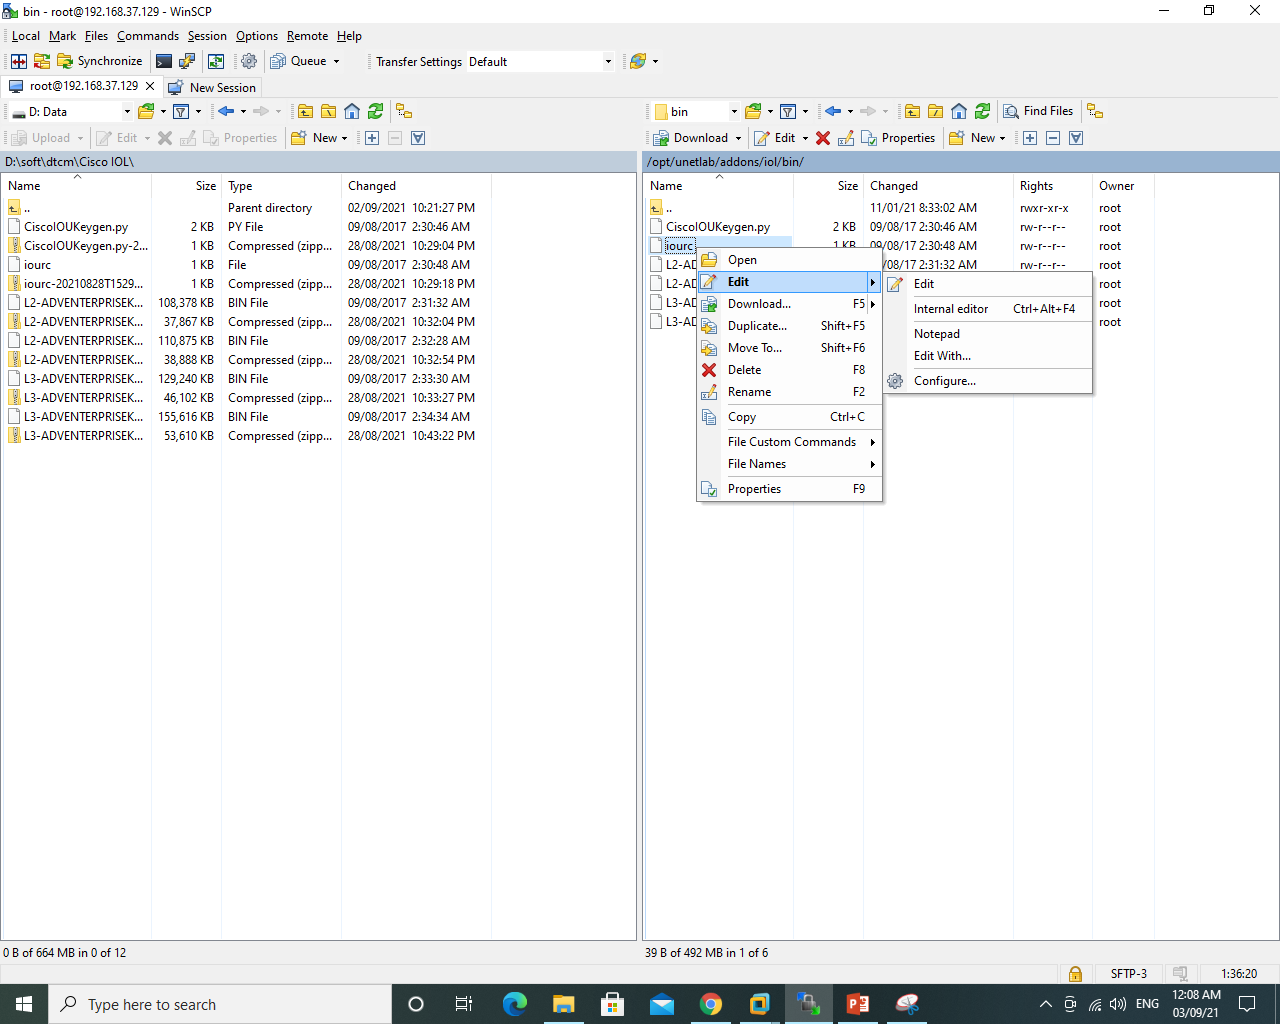 bin - root@192.168.37.129 - WinSCP
Local Mark Files Commands Session Options Remote Help
Synchronize Queue Transfer Settings Default
root@192.168.37.129 New Session
D: Data
bin Find Files
Upload Edit Properties New
Download Edit Properties New
D:\soft\dtcm\Cisco IOL\
/opt/unetlab/addons/iol/bin/
Name Size Type Changed
.. Parent directory 02/09/2021 10:21:27 PM
CiscoIOUKeygen.py 2 KB PY File 09/08/2017 2:30:46 AM
CiscoIOUKeygen.py-2... 1 KB Compressed (zipp... 28/08/2021 10:29:04 PM
iourc 1 KB File 09/08/2017 2:30:48 AM
iourc-20210828T1529... 1 KB Compressed (zipp... 28/08/2021 10:29:18 PM
L2-ADVENTERPRISEK... 108,378 KB BIN File 09/08/2017 2:31:32 AM
L2-ADVENTERPRISEK... 37,867 KB Compressed (zipp... 28/08/2021 10:32:04 PM
L2-ADVENTERPRISEK... 110,875 KB BIN File 09/08/2017 2:32:28 AM
L2-ADVENTERPRISEK... 38,888 KB Compressed (zipp... 28/08/2021 10:32:54 PM
L3-ADVENTERPRISEK... 129,240 KB BIN File 09/08/2017 2:33:30 AM
L3-ADVENTERPRISEK... 46,102 KB Compressed (zipp... 28/08/2021 10:33:27 PM
L3-ADVENTERPRISEK... 155,616 KB BIN File 09/08/2017 2:34:34 AM
L3-ADVENTERPRISEK... 53,610 KB Compressed (zipp... 28/08/2021 10:43:22 PM
Name Size Changed Rights Owner
.. 11/01/21 8:33:02 AM rwxr-xr-x root
CiscoIOUKeygen.py 2 KB 09/08/17 2:30:46 AM rw-r--r-- root
iourc 1 KB 09/08/17 2:30:48 AM rw-r--r-- root
L2-AD /08/17 2:31:32 AM rw-r--r-- root
L2-AD root
L3-AD root
L3-AD root
Open
Edit
Download... F5
Duplicate... Shift+F5
Move To... Shift+F6
Delete F8
Rename F2
Copy Ctrl+C
File Custom Commands
File Names
Properties F9
Edit
Internal editor Ctrl+Alt+F4
Notepad
Edit With...
Configure...
0 B of 664 MB in 0 of 12
39 B of 492 MB in 1 of 6
SFTP-3 1:36:20
Type here to search
ENG
12:08 AM
03/09/21